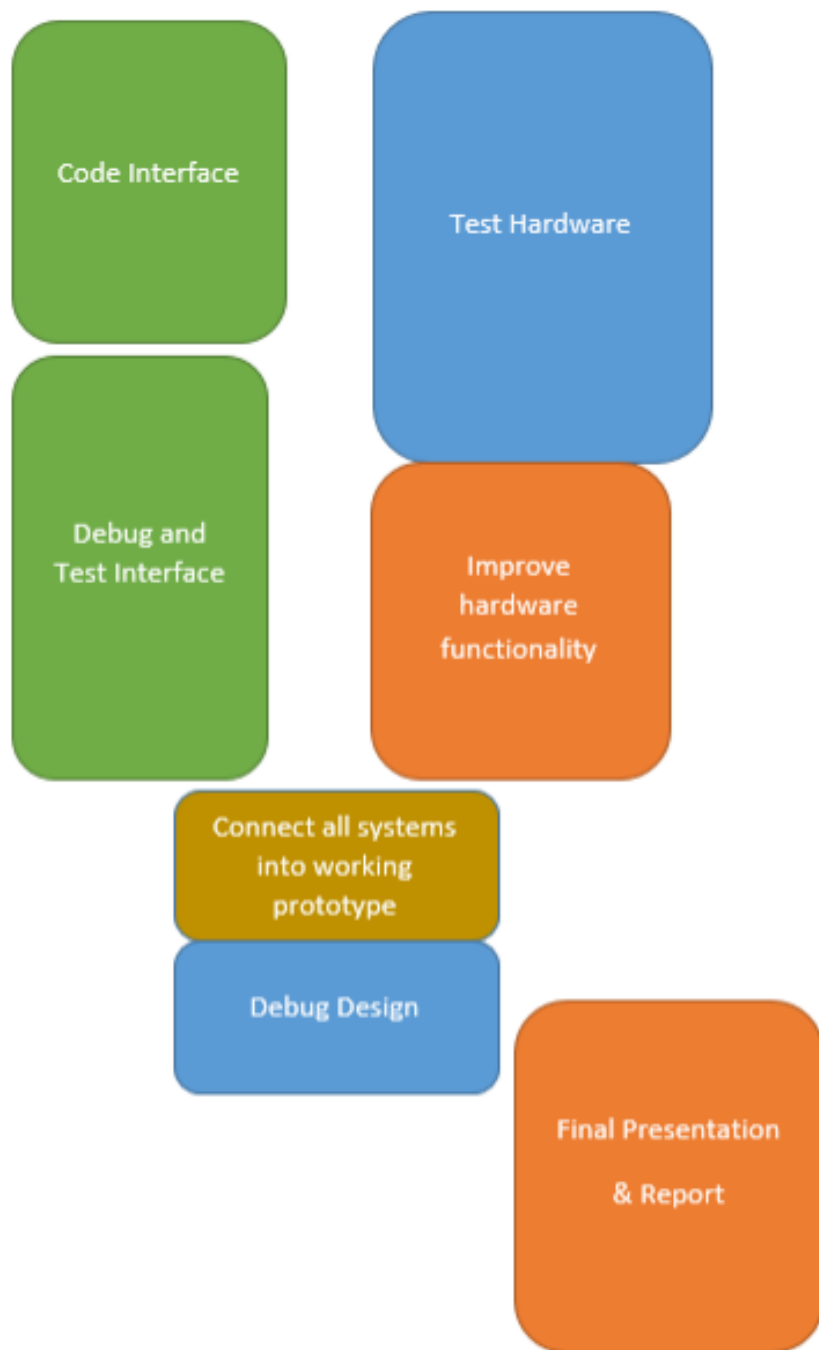 Code Interface
Test Hardware
Debug and
Test Interface
Improve
hardware
functionality
Connect all systems
into working
prototype
Debug Design
Final Presentation
& Report